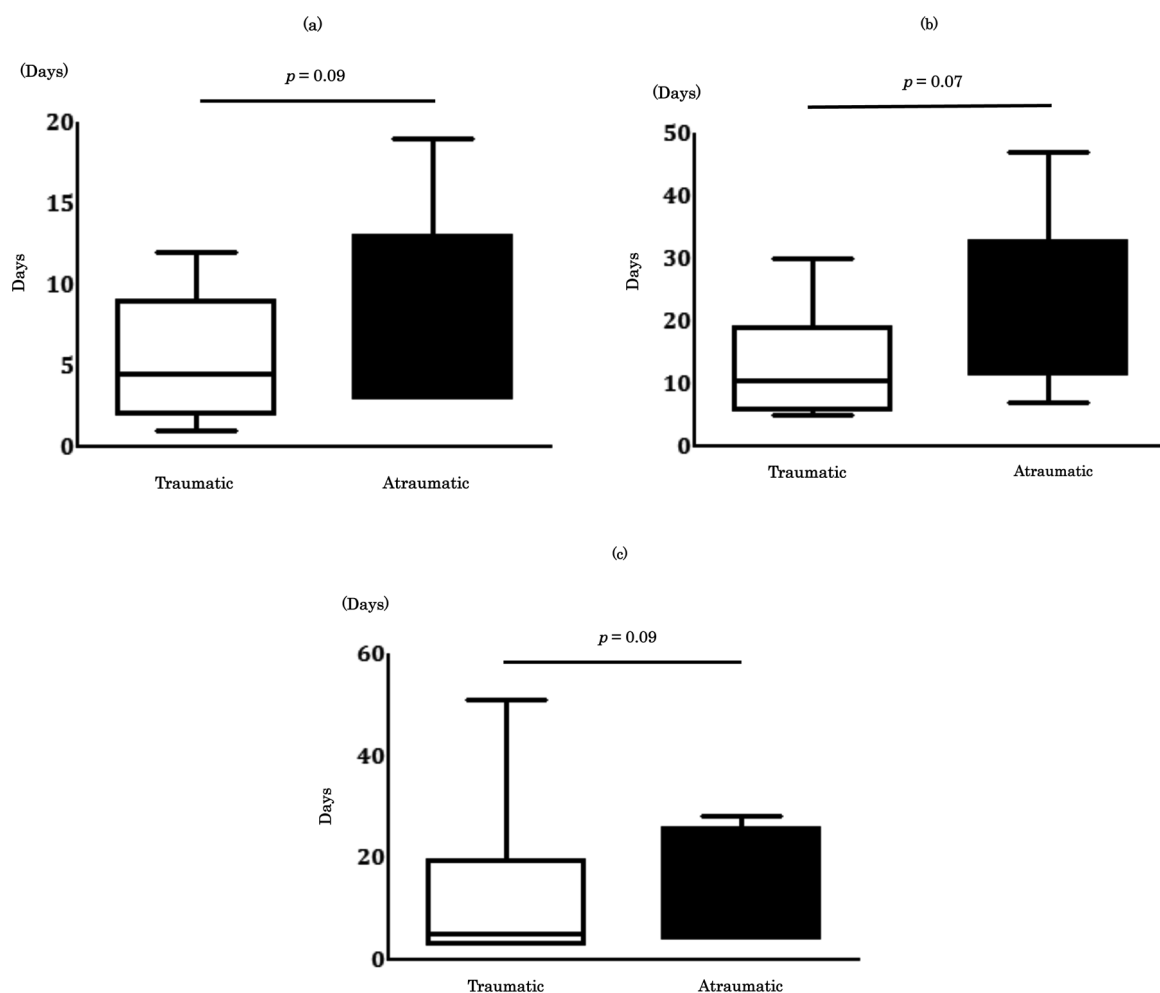 (a)
(Days)
p = 0.09
20
15
10
5
0
Days
Traumatic
Atraumatic
(b)
(Days)
p = 0.07
50
40
30
20
10
0
Days
Traumatic
Atraumatic
(c)
(Days)
p = 0.09
60
40
20
0
Days
Traumatic
Atraumatic